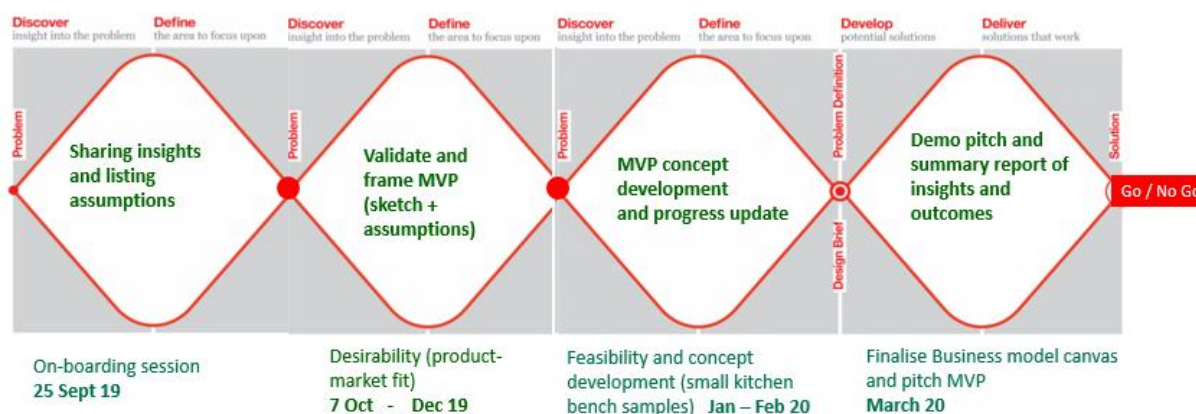 Discover
insight into the problem
Define
the area to focus upon
Discover
insight into the problem
Define
the area to focus upon
Discover
insight into the problem
Define
the area to focus upon
Develop
potential solutions
Deliver
solutions that work
Problem
Sharing insights
and listing
assumptions
Problem
Validate and
frame MVP
(sketch +
assumptions)
Problem
MVP concept
development
and progress update
Problem Definition
Design Brief
Demo pitch and
summary report of
insights and
outcomes
Solution
Go / No Go
On-boarding session
25 Sept 19
Desirability (product-
market fit)
7 Oct - Dec 19
Feasibility and concept
development (small kitchen
bench samples) Jan – Feb 20
Finalise Business model canvas
and pitch MVP
March 20